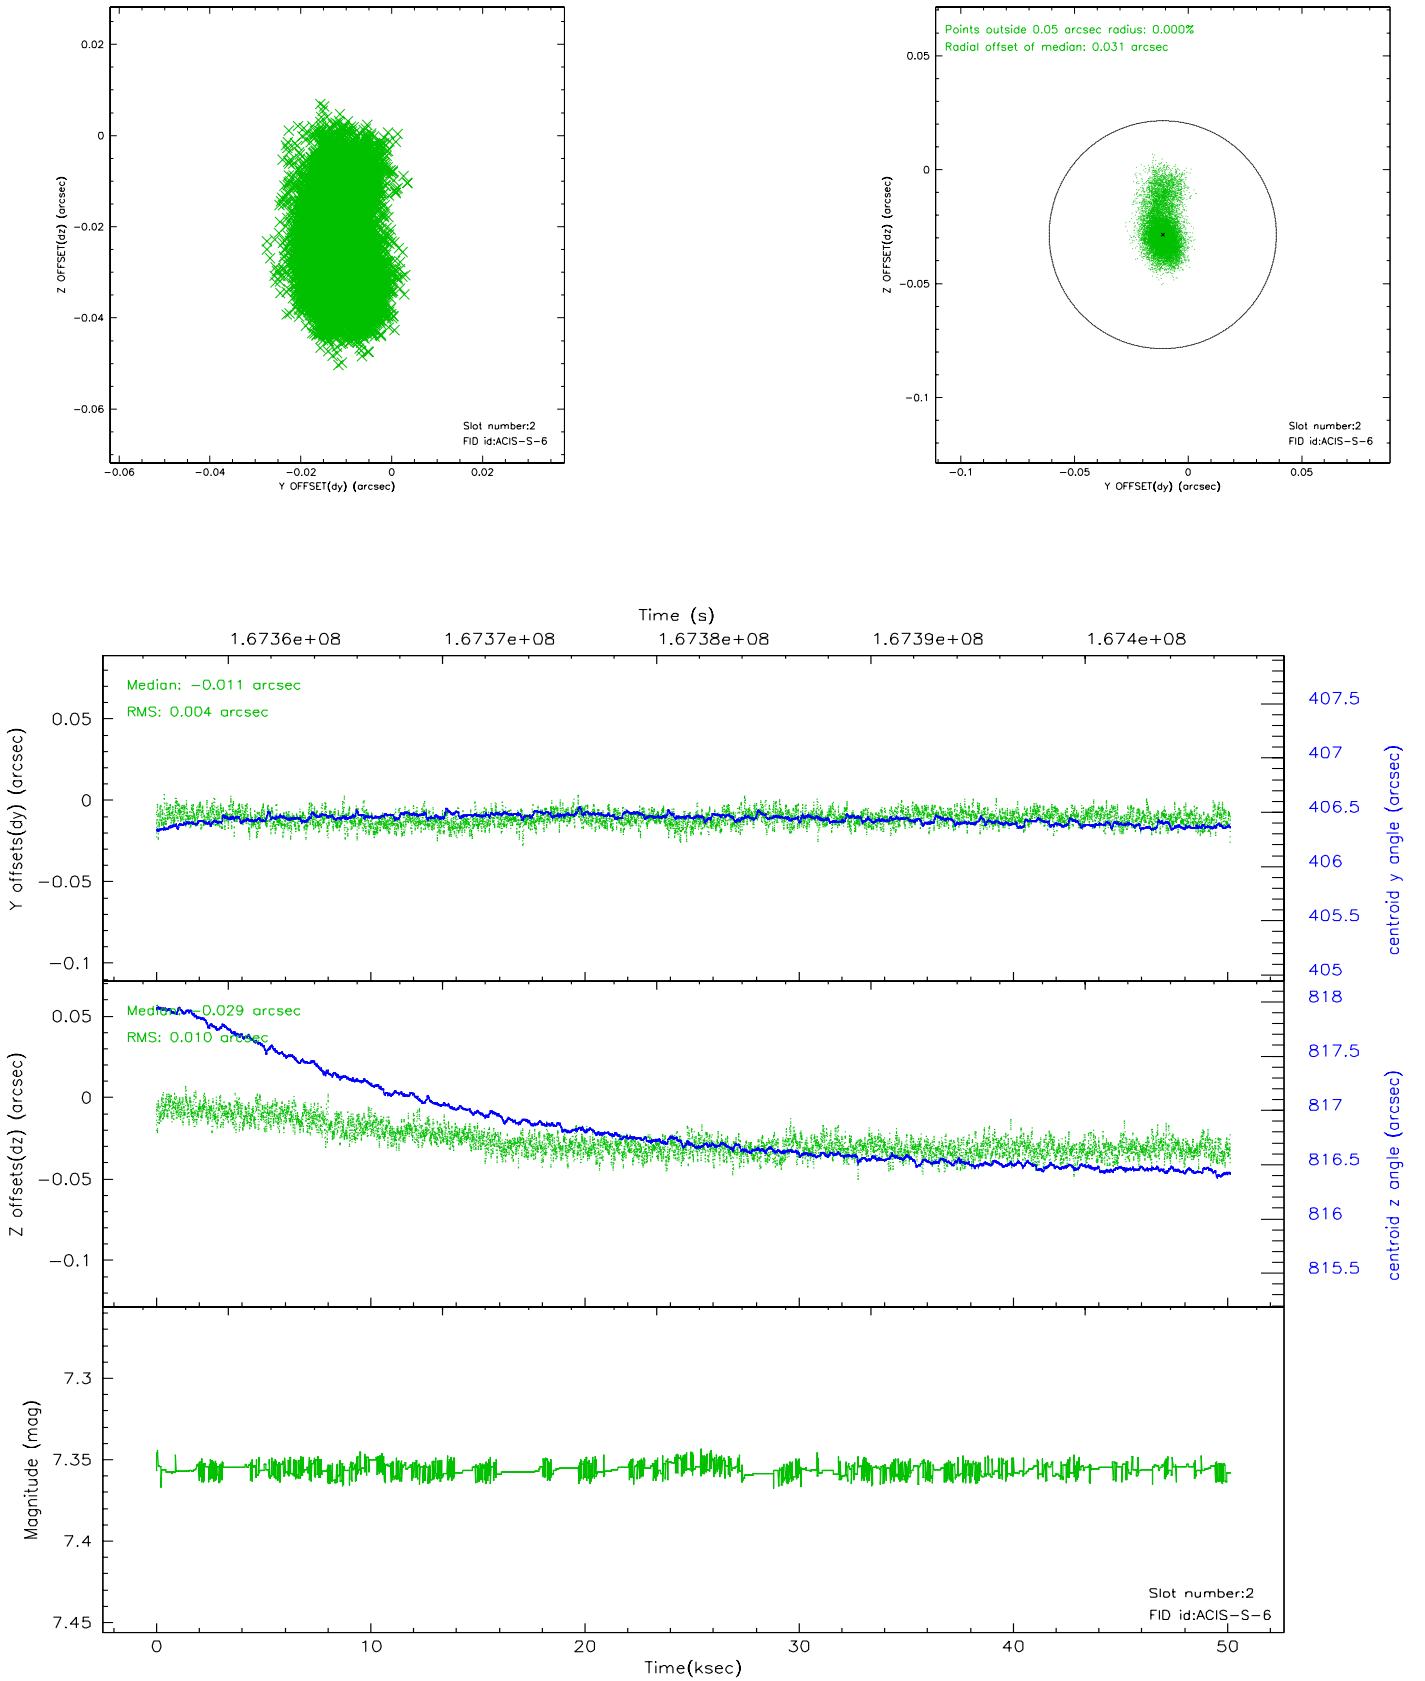 0.02
0
-0.02
-0.04
-0.06
Z OFFSET(dz) (arcsec)
Slot number:2
FID id:ACIS-S-6
-0.06 -0.04 -0.02 0 0.02
Y OFFSET(dy) (arcsec)
Points outside 0.05 arcsec radius: 0.000%
Radial offset of median: 0.031 arcsec
0.05
0
-0.05
-0.1
Z OFFSET(dz) (arcsec)
Slot number:2
FID id:ACIS-S-6
-0.1 -0.05 0 0.05
Y OFFSET(dy) (arcsec)
Time (s)
1.6736e+08 1.6737e+08 1.6738e+08 1.6739e+08 1.674e+08
Median: -0.011 arcsec
RMS: 0.004 arcsec
0.05
0
-0.05
-0.1
Y offsets(dy) (arcsec)
407.5
407
406.5
406
405.5
405
centroid y angle (arcsec)
Median: -0.029 arcsec
RMS: 0.010 arcsec
0.05
0
-0.05
-0.1
Z offsets(dz) (arcsec)
818
817.5
817
816.5
816
815.5
centroid z angle (arcsec)
7.3
7.35
7.4
7.45
Magnitude (mag)
Slot number:2
FID id:ACIS-S-6
0 10 20 30 40 50
Time(ksec)